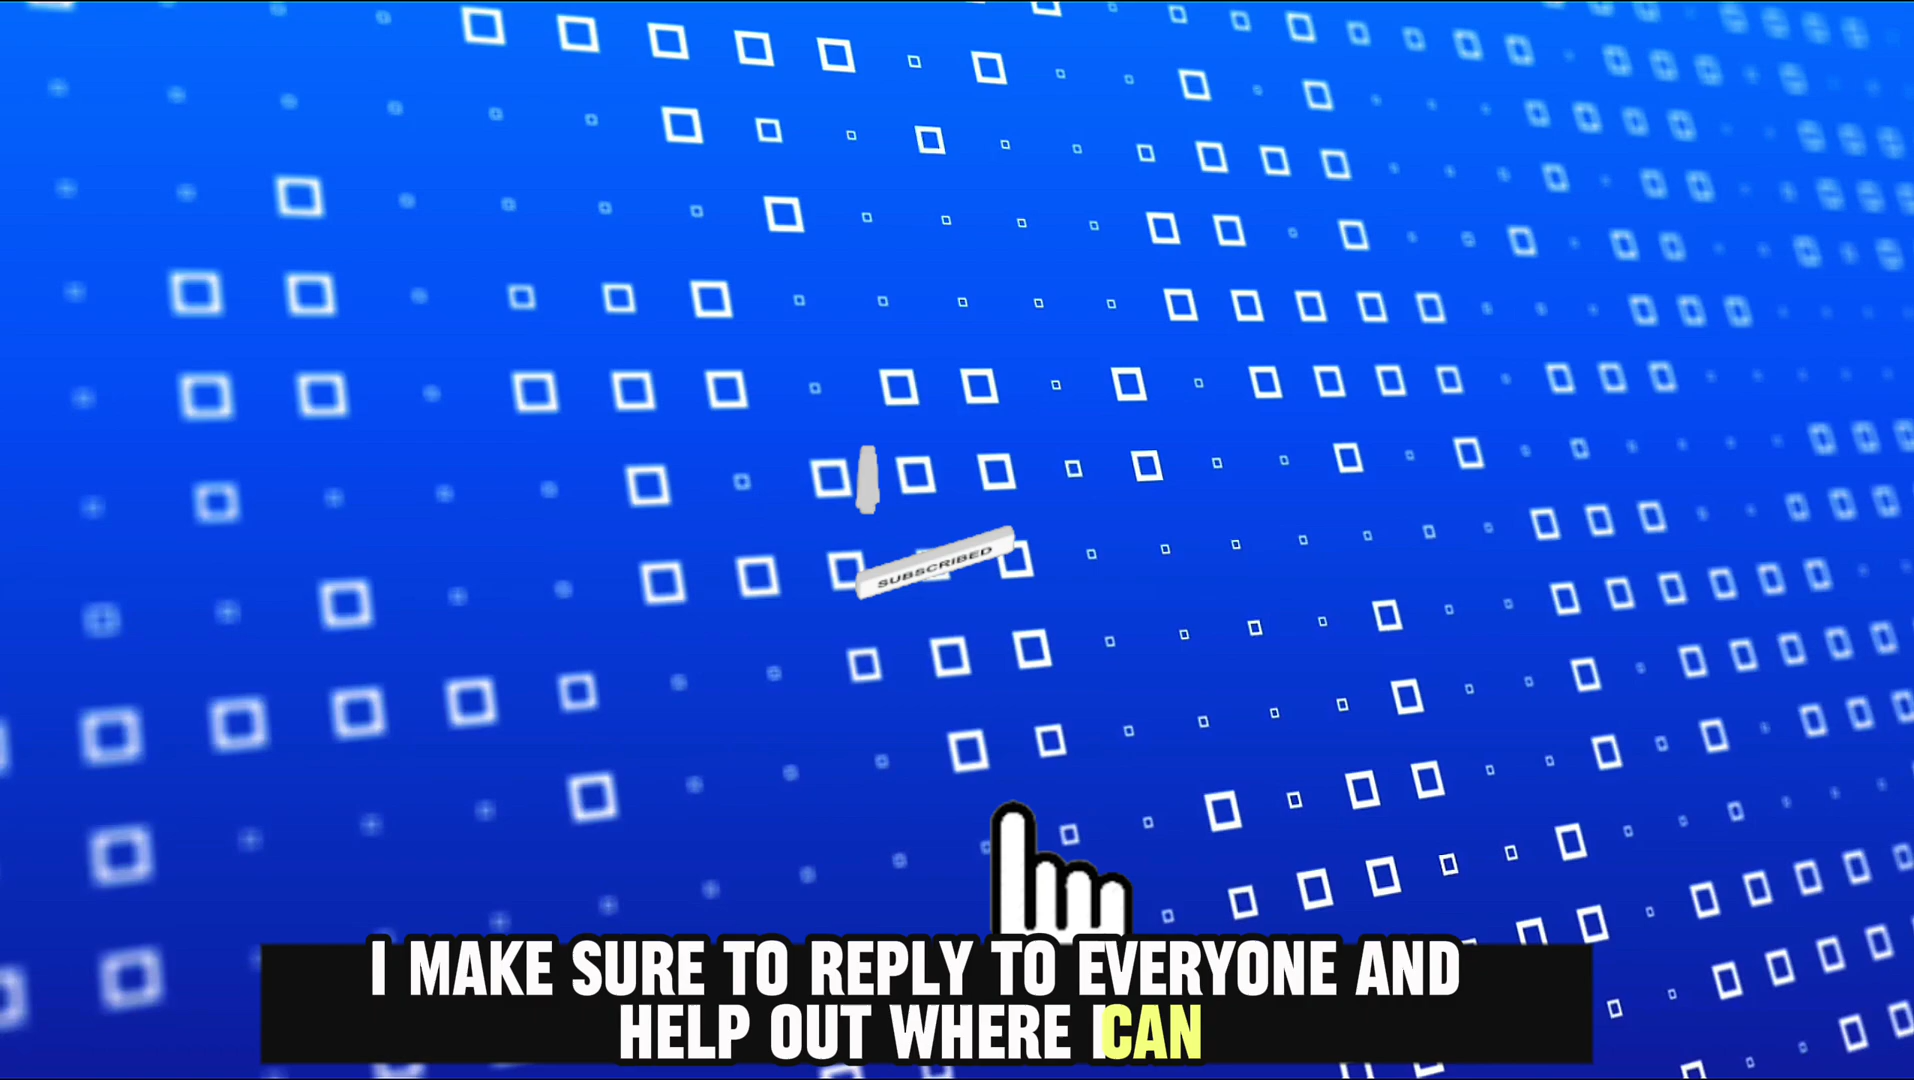 SUBSCRIBED
I MAKE SURE TO REPLY TO EVERYONE AND
HELP OUT WHERE I CAN